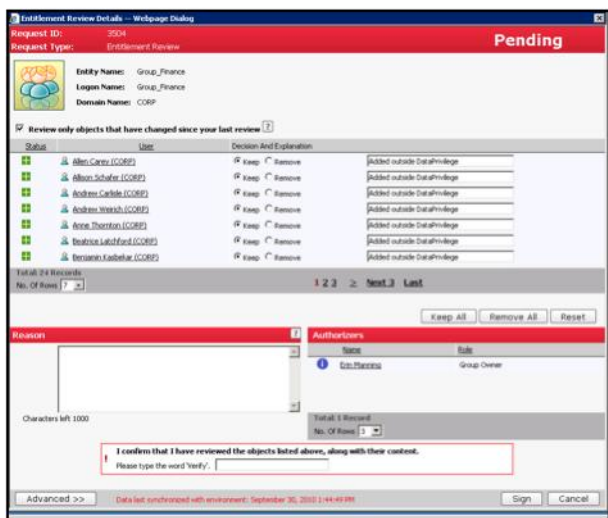 Entitlement Review Details -- Webpage Dialog
Request ID: 3504
Request Type: Entitlement Review
Pending
Entity Name: Group_Finance
Logon Name: Group_Finance
Domain Name: CORP
Review only objects that have changed since your last review ?
Status User Decision And Explanation
Allen Carey (CORP) Keep Remove Added outside DataPrivilege
Allison Schafer (CORP) Keep Remove Added outside DataPrivilege
Andrew Carlisle (CORP) Keep Remove Added outside DataPrivilege
Andrew Weirich (CORP) Keep Remove Added outside DataPrivilege
Anne Thornton (CORP) Keep Remove Added outside DataPrivilege
Beatrice Latchford (CORP) Keep Remove Added outside DataPrivilege
Benjamin Kasbekar (CORP) Keep Remove Added outside DataPrivilege
Total: 24 Records
No. Of Rows 7 1 2 3 > Next 3 Last
Keep All Remove All Reset
Reason ?
Characters left 1000
Authorizers
Name Role
Erin Manning Group Owner
Total: 1 Record
No. Of Rows 3
! I confirm that I have reviewed the objects listed above, along with their content.
Please type the word 'Verify'.
Advanced >> Data last synchronized with environment: September 30, 2010 1:44:49 PM Sign Cancel